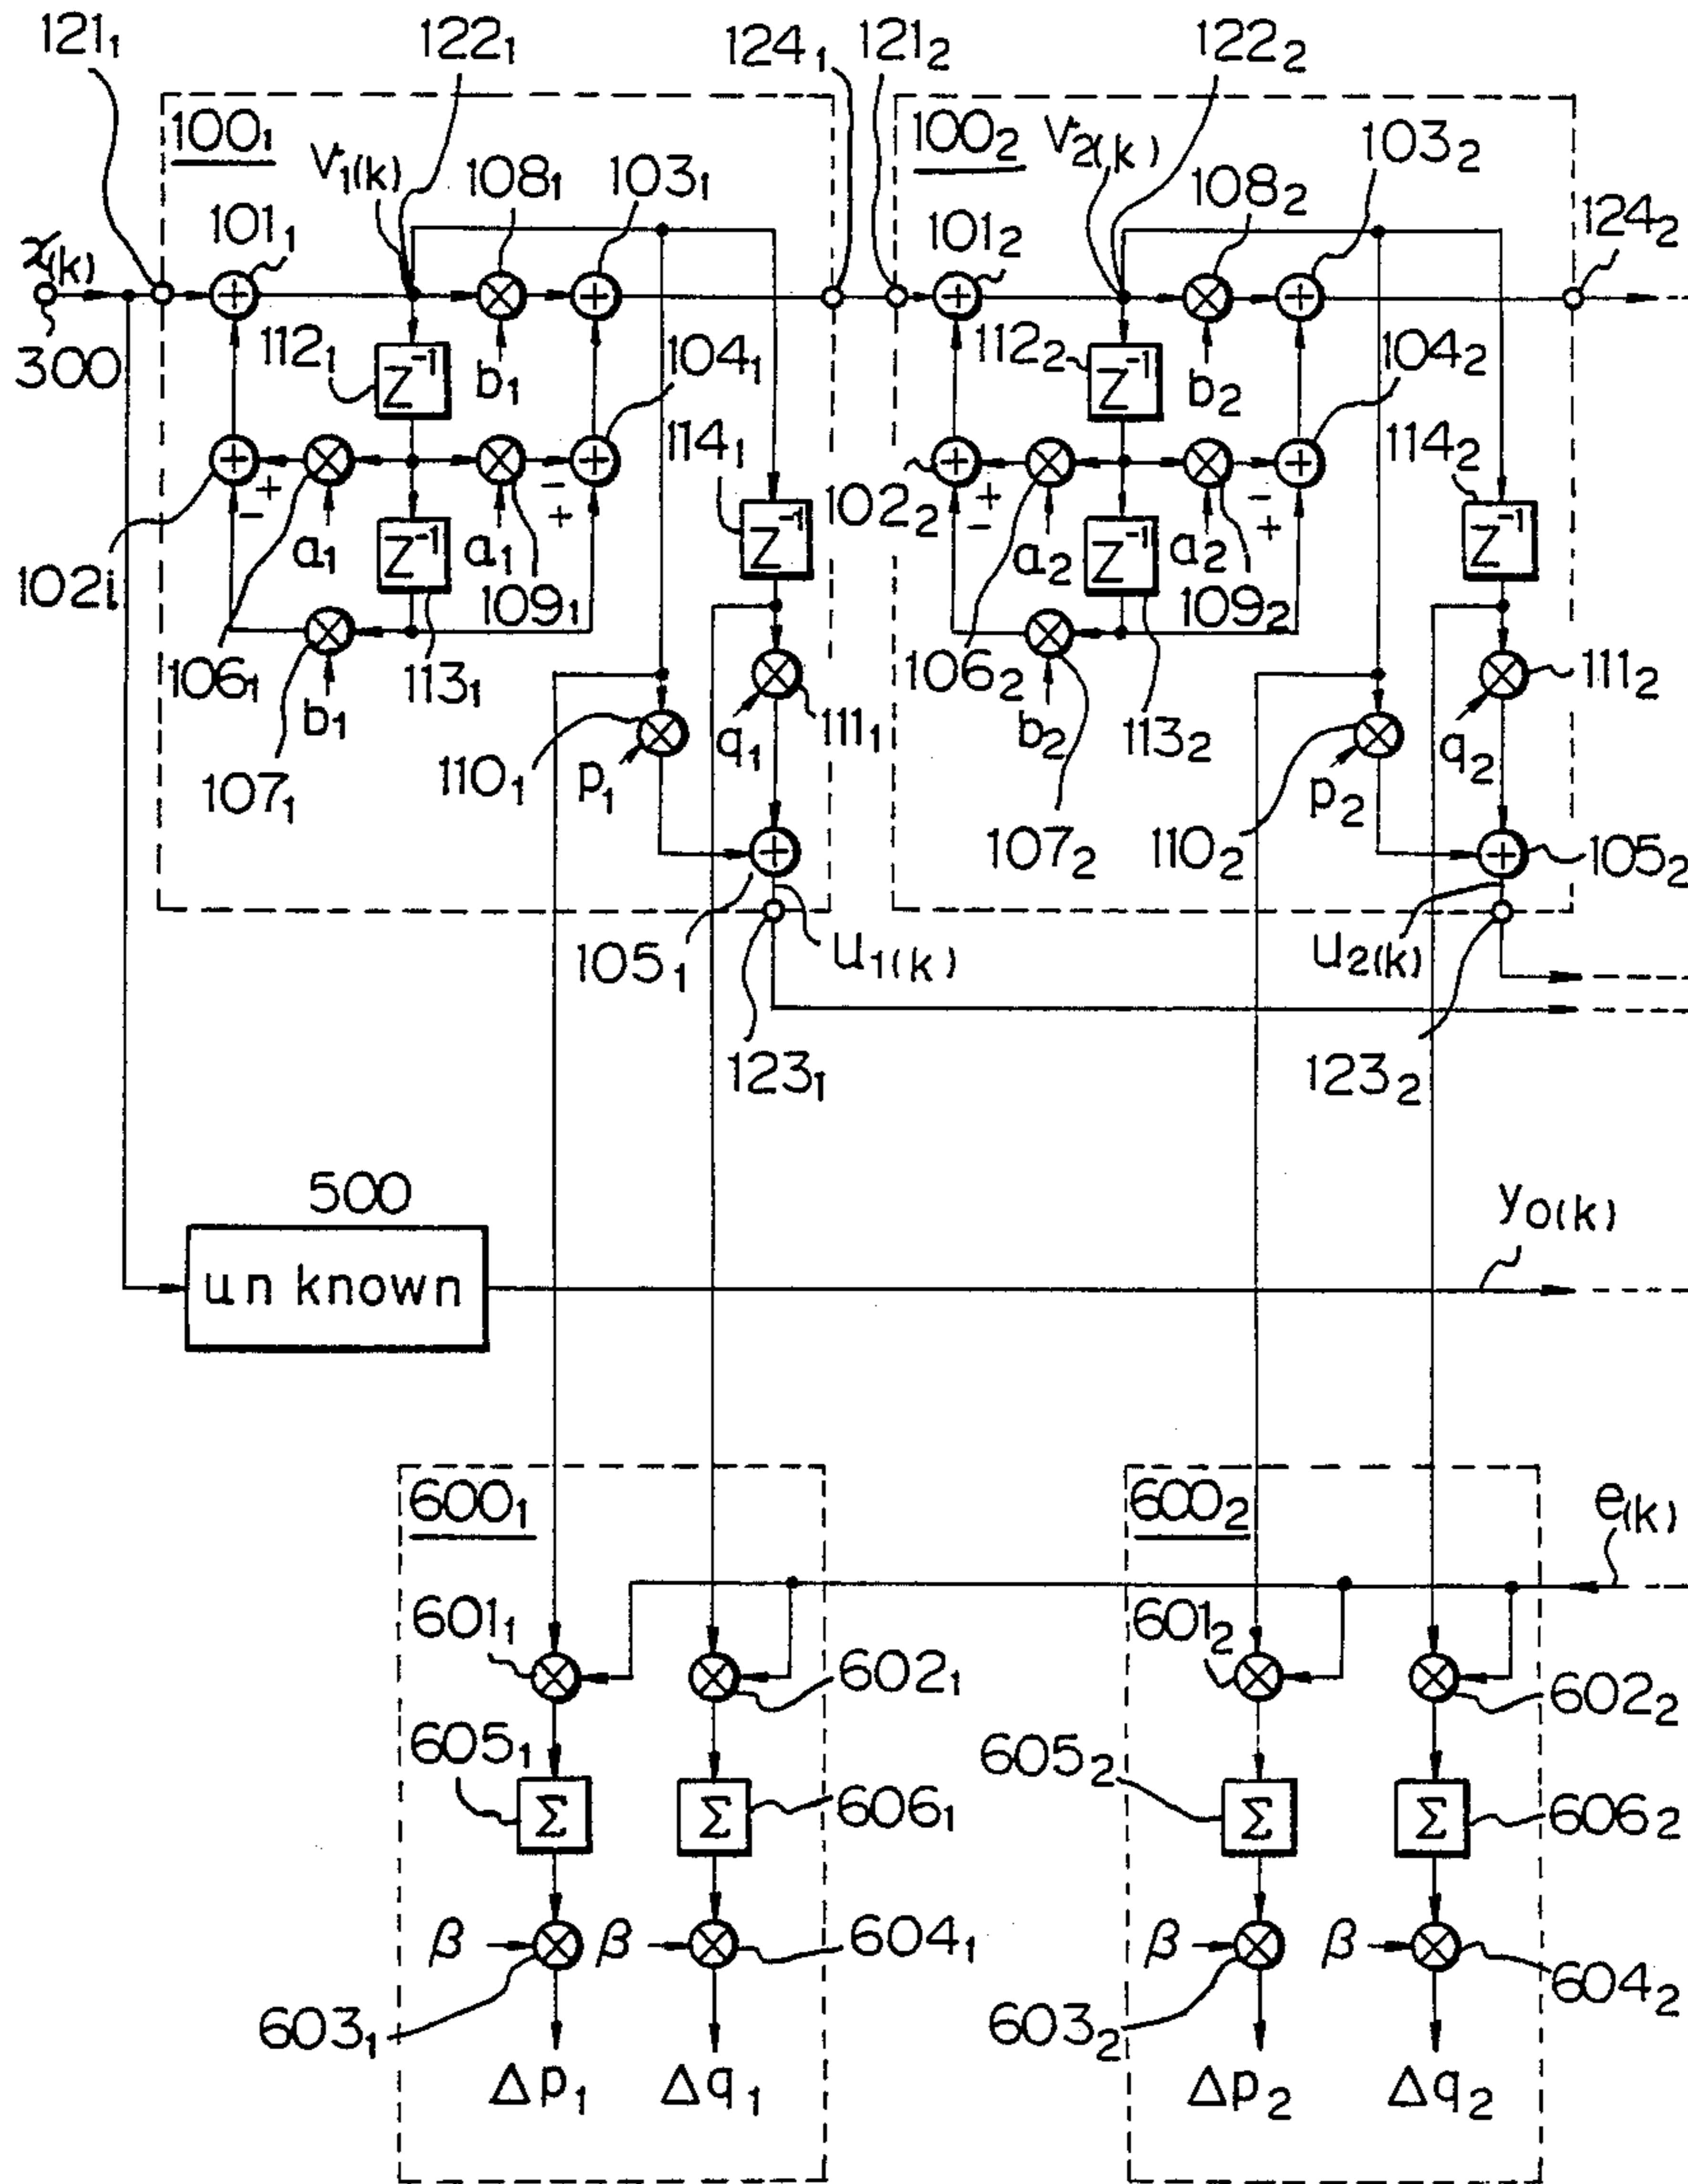 121₁ 122₁ 124₁ 121₂ 122₂
100₁ V₁(k) 108₁ 103₁ 100₂ V₂(k) 108₂ 103₂
x(k) 101₁ 101₂ 124₂
300 112₁ Z⁻¹ b₁ 104₁ 112₂ Z⁻¹ b₂ 104₂
114₁ 114₂
+ − − + 102₂ + − − +
102i a₁ Z⁻¹ a₁ Z⁻¹ a₂ Z⁻¹ a₂ Z⁻¹
109₁ 109₂
106₁ b₁ 113₁ 111₁ 106₂ b₂ 113₂ 111₂
q₁ q₂
107₁ 110₁ p₁ 107₂ 110₂ p₂ 105₂
105₁ u₁(k) u₂(k)
123₁ 123₂
500 y₀(k)
un known
600₁ 600₂ e(k)
601₁ 602₁ 601₂ 602₂
605₁ Σ Σ 606₁ 605₂ Σ Σ 606₂
β β 604₁ β β 604₂
603₁ 603₂
Δp₁ Δq₁ Δp₂ Δq₂